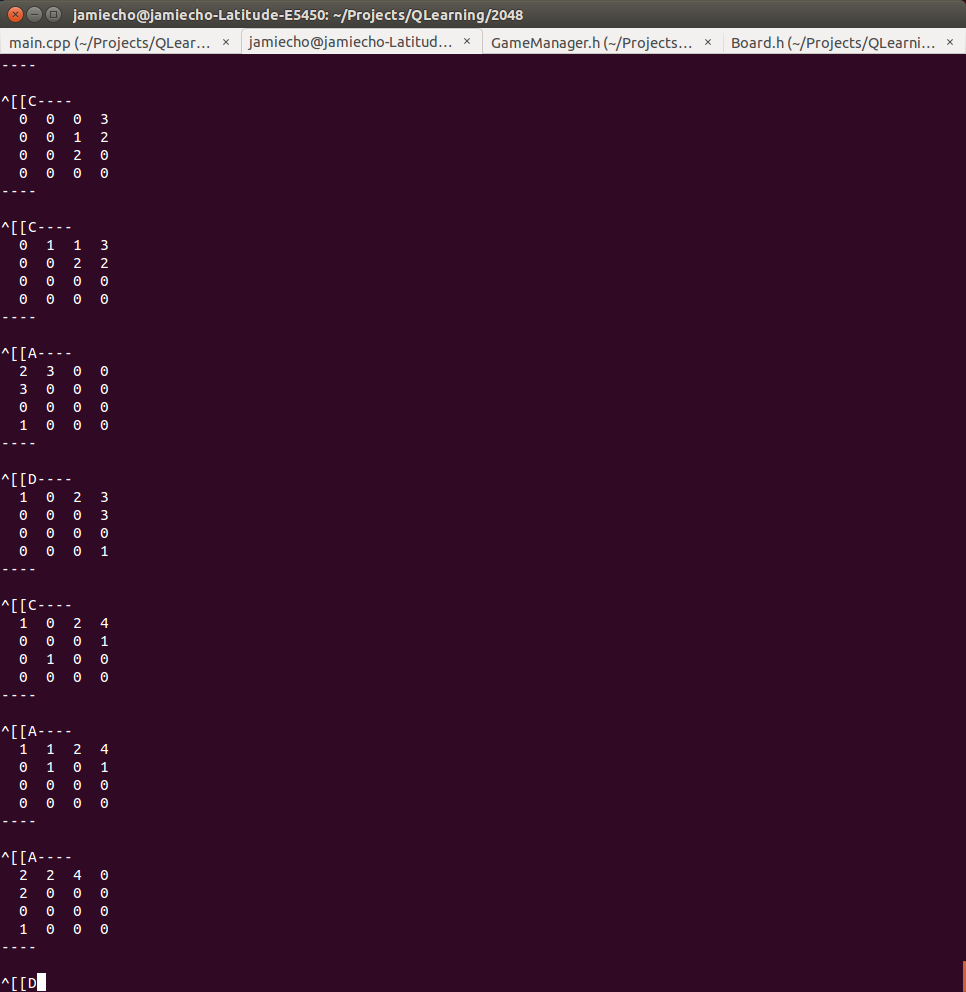 jamiecho@jamiecho-Latitude-E5450: ~/Projects/QLearning/2048
main.cpp (~/Projects/QLear... × jamiecho@jamiecho-Latitud... × GameManager.h (~/Projects... × Board.h (~/Projects/QLearni... ×
----
^[[C----
0 0 0 3
0 0 1 2
0 0 2 0
0 0 0 0
----
^[[C----
0 1 1 3
0 0 2 2
0 0 0 0
0 0 0 0
----
^[[A----
2 3 0 0
3 0 0 0
0 0 0 0
1 0 0 0
----
^[[D----
1 0 2 3
0 0 0 3
0 0 0 0
0 0 0 1
----
^[[C----
1 0 2 4
0 0 0 1
0 1 0 0
0 0 0 0
----
^[[A----
1 1 2 4
0 1 0 1
0 0 0 0
0 0 0 0
----
^[[A----
2 2 4 0
2 0 0 0
0 0 0 0
1 0 0 0
----
^[[D